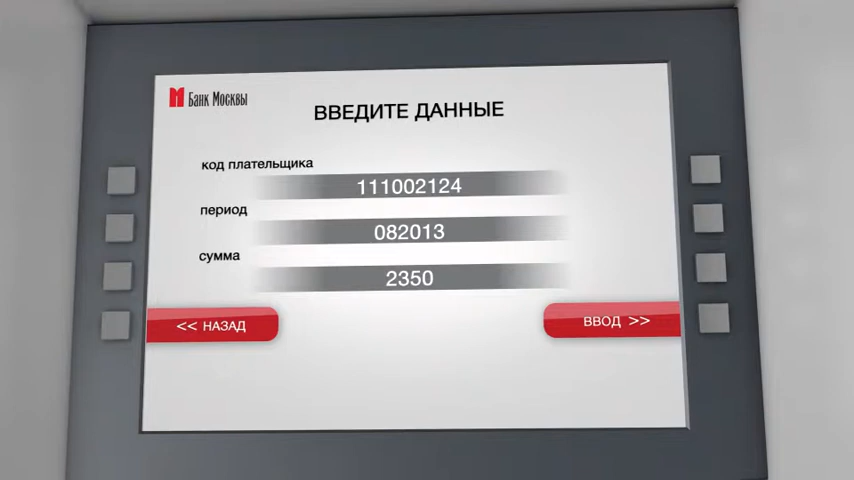 Банк Москвы
ВВЕДИТЕ ДАННЫЕ
код плательщика
111002124
период
082013
сумма
2350
<< НАЗАД
ВВОД >>